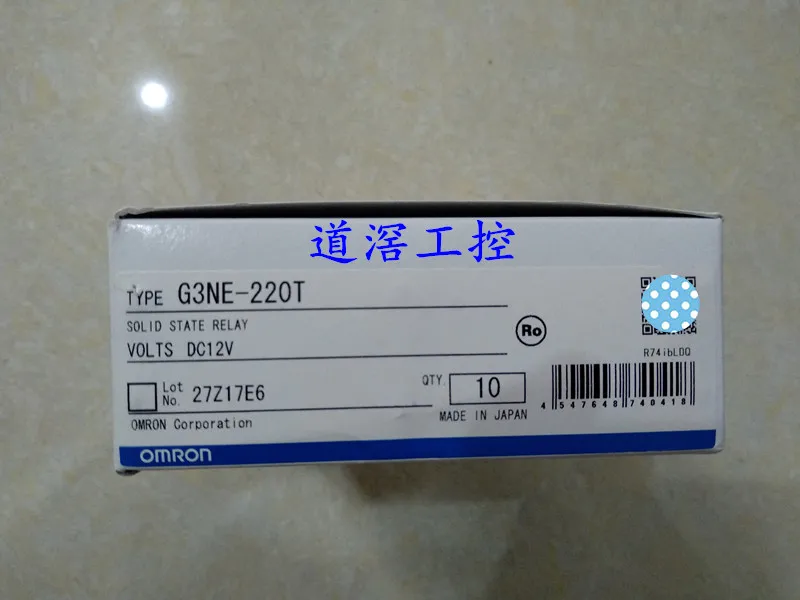 道滘工控
TYPE G3NE-220T
SOLID STATE RELAY
VOLTS DC12V
Ro
R74ibLDQ
Lot No. 27Z17E6
QTY. 10
4 547648 740418
MADE IN JAPAN
OMRON Corporation
OMRON